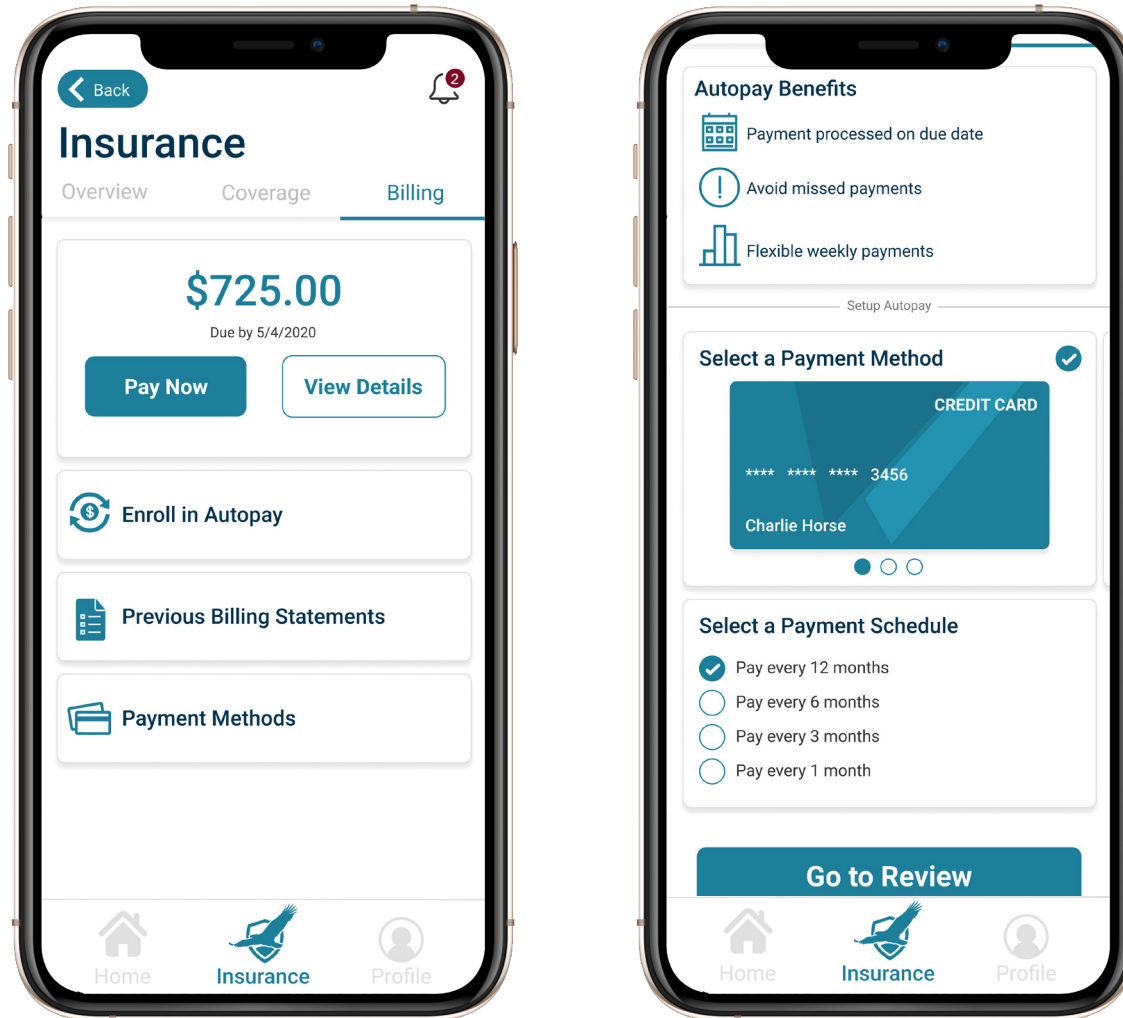 Back
2
Insurance
Overview Coverage Billing
$725.00
Due by 5/4/2020
Pay Now View Details
Enroll in Autopay
Previous Billing Statements
Payment Methods
Home Insurance Profile
Autopay Benefits
Payment processed on due date
Avoid missed payments
Flexible weekly payments
Setup Autopay
Select a Payment Method
CREDIT CARD
**** **** **** 3456
Charlie Horse
Select a Payment Schedule
Pay every 12 months
Pay every 6 months
Pay every 3 months
Pay every 1 month
Go to Review
Home Insurance Profile